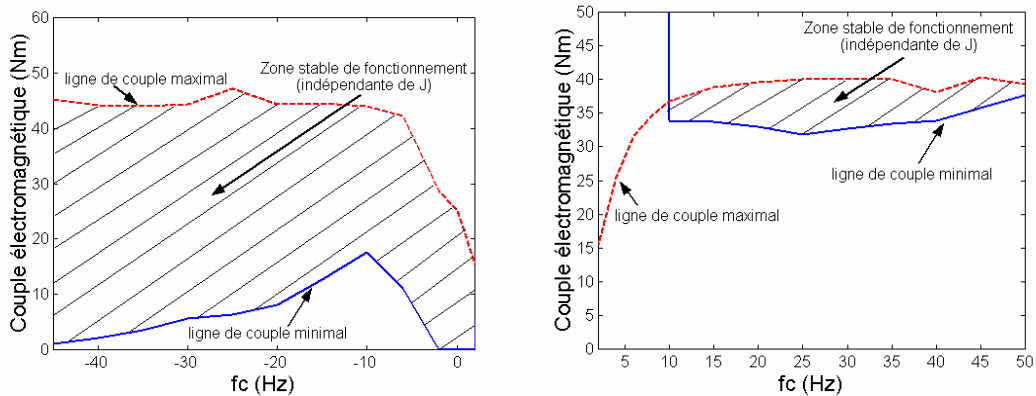 60
50
40
30
20
10
0
Couple électromagnétique (Nm)
ligne de couple maximal
Zone stable de fonctionnement
(indépendante de J)
ligne de couple minimal
-40
-30
-20
-10
0
fc (Hz)
50
45
40
35
30
25
20
15
10
5
0
Couple électromagnétique (Nm)
Zone stable de fonctionnement
(indépendante de J)
ligne de couple minimal
ligne de couple maximal
5
10
15
20
25
30
35
40
45
50
fc (Hz)